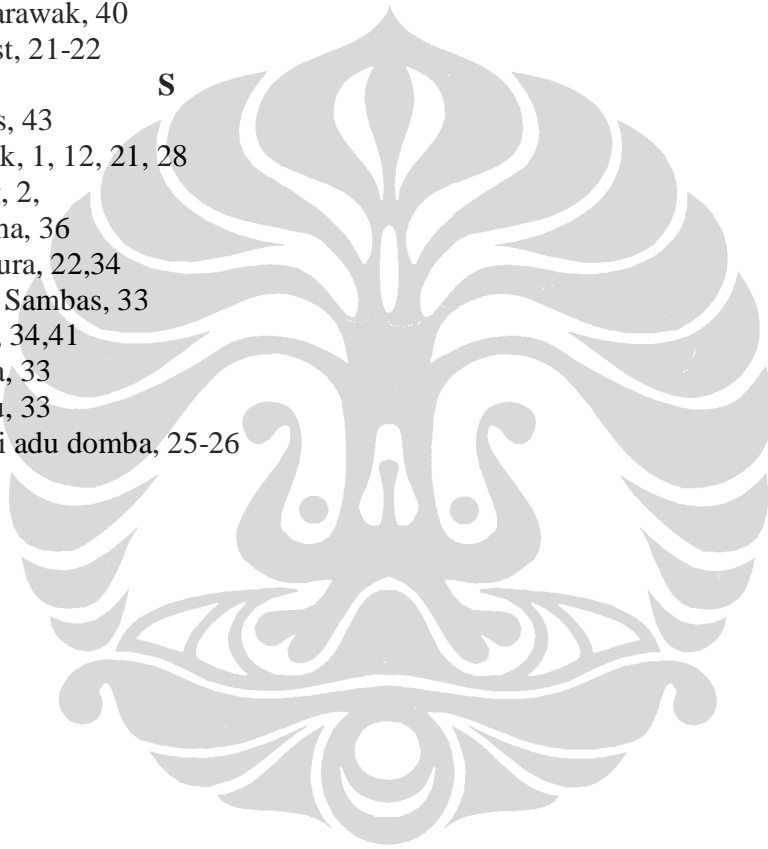 arawak, 40
st, 21-22
S
s, 43
k, 1, 12, 21, 28
, 2,
na, 36
ura, 22,34
Sambas, 33
, 34,41
a, 33
, 33
i adu domba, 25-26